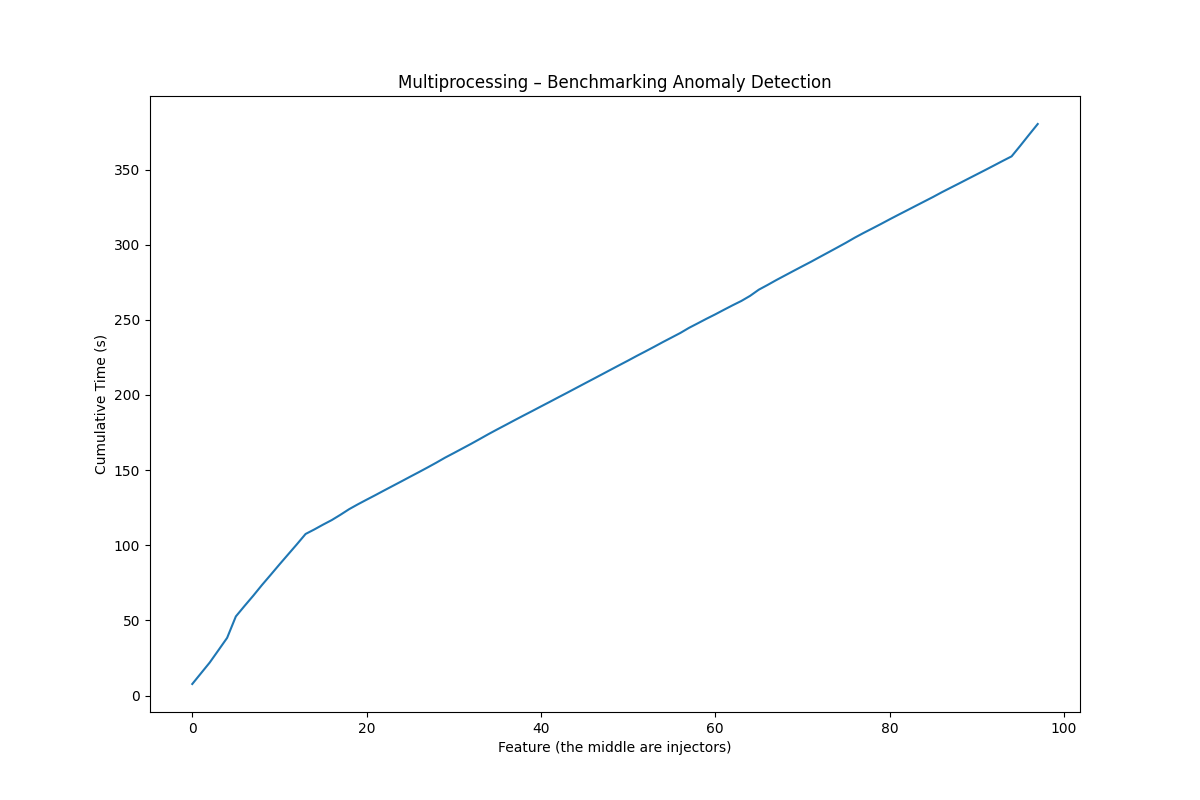 Multiprocessing – Benchmarking Anomaly Detection
Cumulative Time (s)
350
300
250
200
150
100
50
0
0 20 40 60 80 100
Feature (the middle are injectors)